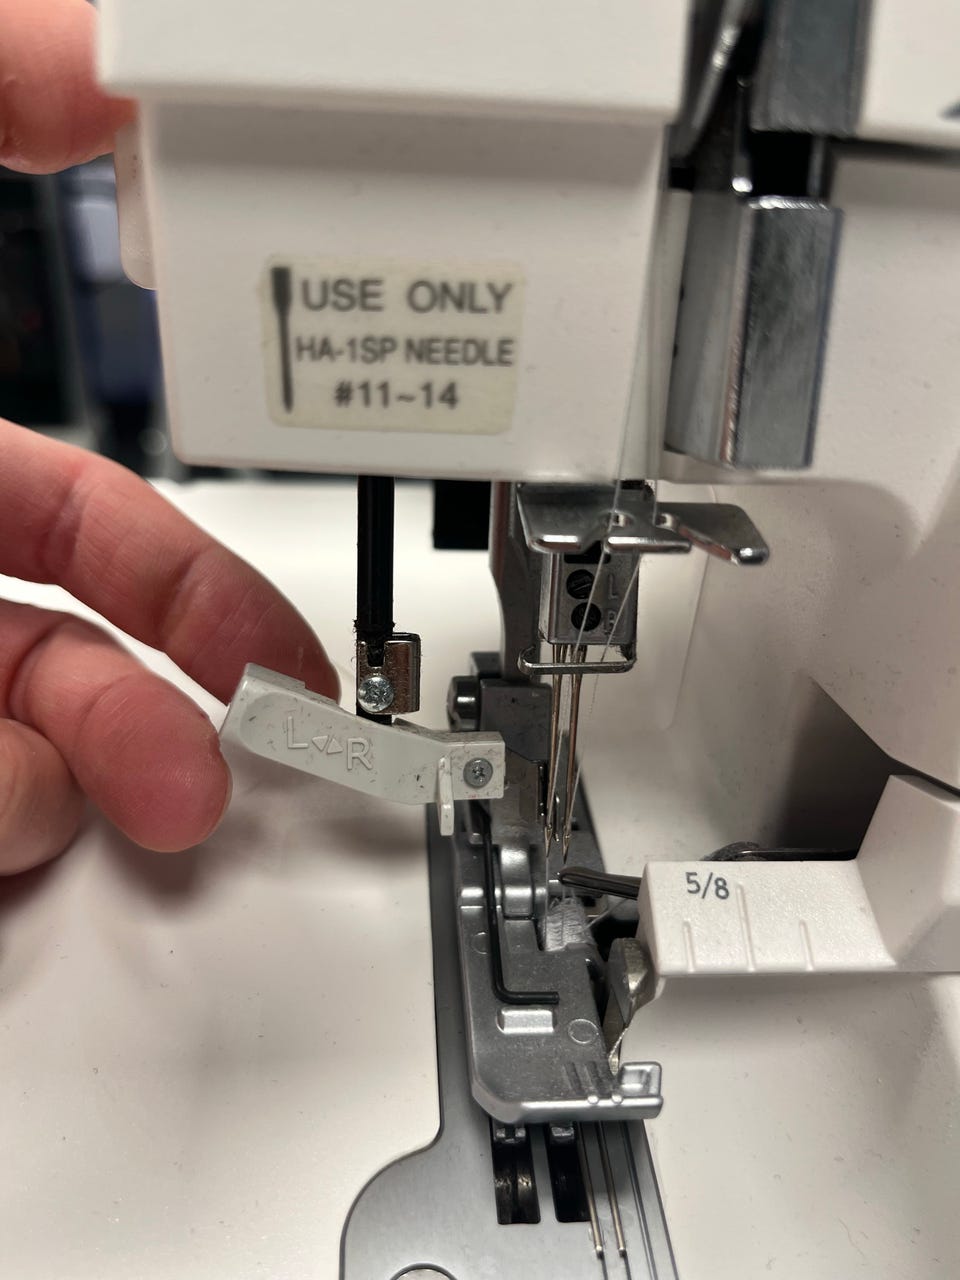 USE ONLY
HA-1SP NEEDLE
#11~14
L
R
L R
5/8